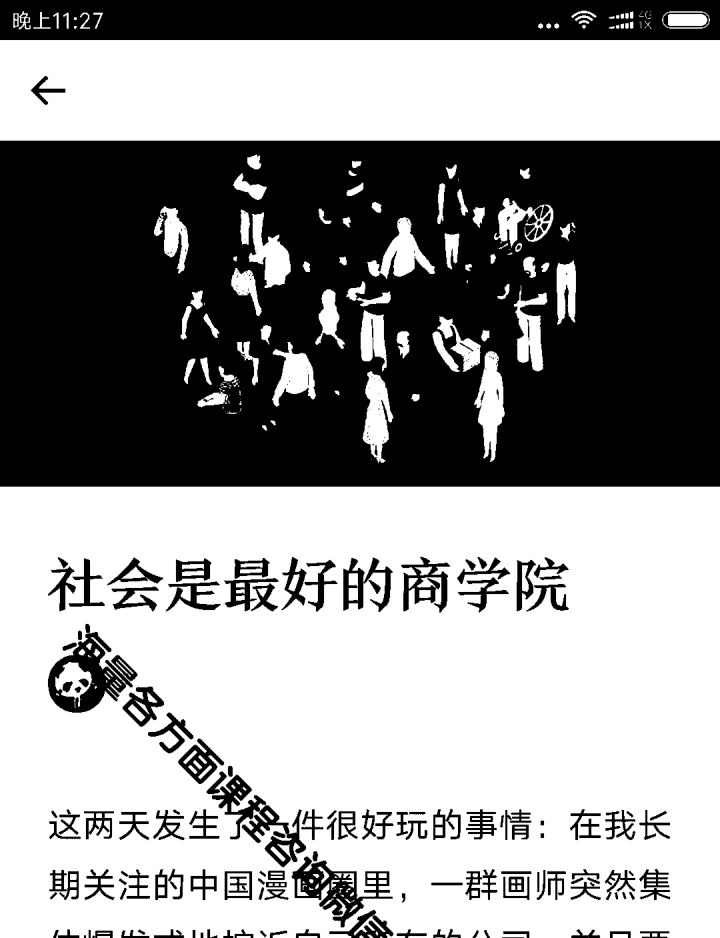 晚上11:27
4G
1X
社会是最好的商学院
海量各方面课程咨询微信
这两天发生了一件很好玩的事情：在我长
期关注的中国漫画圈里，一群画师突然集